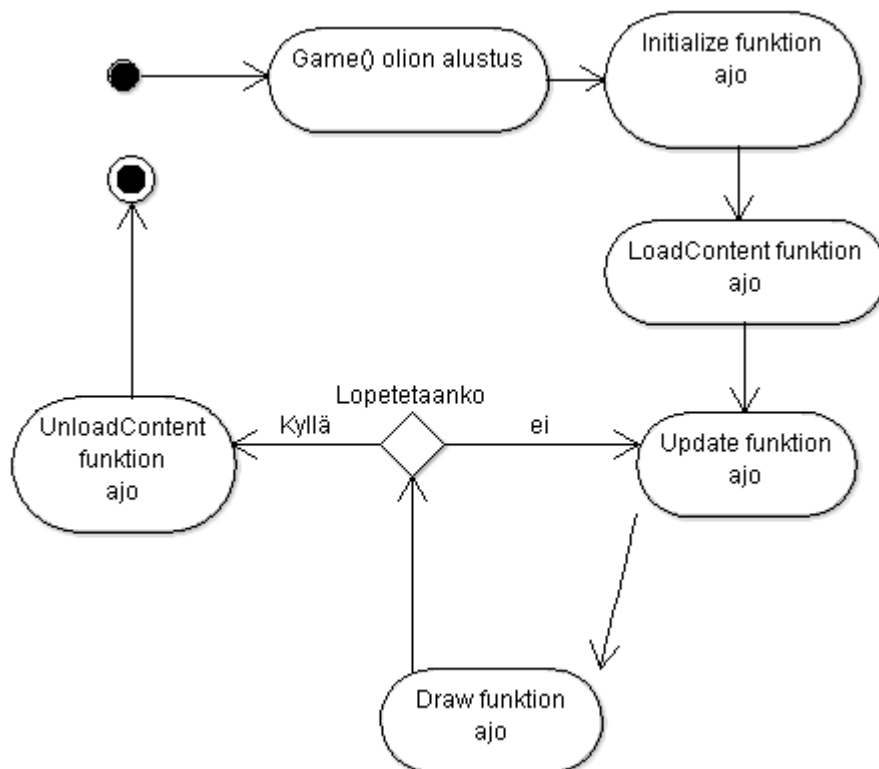 Game() olion alustus
Initialize funktion
ajo
LoadContent funktion
ajo
Update funktion
ajo
Draw funktion
ajo
Lopetetaanko
Kyllä
ei
UnloadContent
funktion
ajo